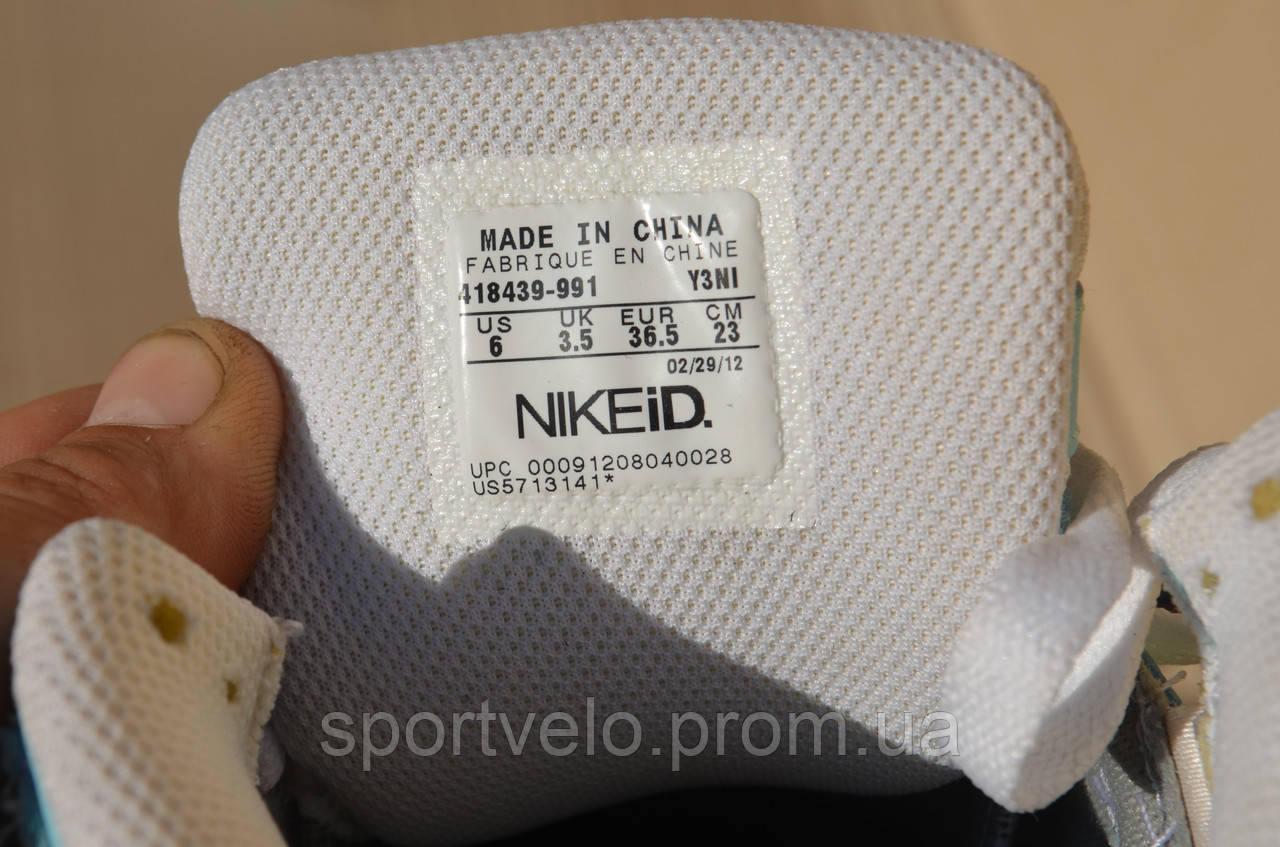 MADE IN CHINA
FABRIQUE EN CHINE
418439-991 Y3NI
US UK EUR CM
6 3.5 36.5 23
02/29/12
NIKEiD.
UPC 00091208040028
US5713141*
sportvelo.prom.ua